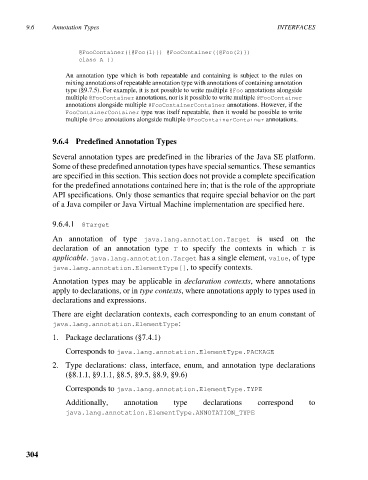 9.6 Annotation Types INTERFACES
@FooContainer({@Foo(1)}) @FooContainer({@Foo(2)})
class A {}
An annotation type which is both repeatable and containing is subject to the rules on
mixing annotations of repeatable annotation type with annotations of containing annotation
type (§9.7.5). For example, it is not possible to write multiple @Foo annotations alongside
multiple @FooContainer annotations, nor is it possible to write multiple @FooContainer
annotations alongside multiple @FooContainerContainer annotations. However, if the
FooContainerContainer type was itself repeatable, then it would be possible to write
multiple @Foo annotations alongside multiple @FooContainerContainer annotations.
9.6.4 Predefined Annotation Types
Several annotation types are predefined in the libraries of the Java SE platform.
Some of these predefined annotation types have special semantics. These semantics
are specified in this section. This section does not provide a complete specification
for the predefined annotations contained here in; that is the role of the appropriate
API specifications. Only those semantics that require special behavior on the part
of a Java compiler or Java Virtual Machine implementation are specified here.
9.6.4.1 @Target
An annotation of type java.lang.annotation.Target is used on the
declaration of an annotation type T to specify the contexts in which T is
applicable. java.lang.annotation.Target has a single element, value, of type
java.lang.annotation.ElementType[], to specify contexts.
Annotation types may be applicable in declaration contexts, where annotations
apply to declarations, or in type contexts, where annotations apply to types used in
declarations and expressions.
There are eight declaration contexts, each corresponding to an enum constant of
java.lang.annotation.ElementType:
1. Package declarations (§7.4.1)
Corresponds to java.lang.annotation.ElementType.PACKAGE
2. Type declarations: class, interface, enum, and annotation type declarations
(§8.1.1, §9.1.1, §8.5, §9.5, §8.9, §9.6)
Corresponds to java.lang.annotation.ElementType.TYPE
Additionally, annotation type declarations correspond to
java.lang.annotation.ElementType.ANNOTATION_TYPE
304